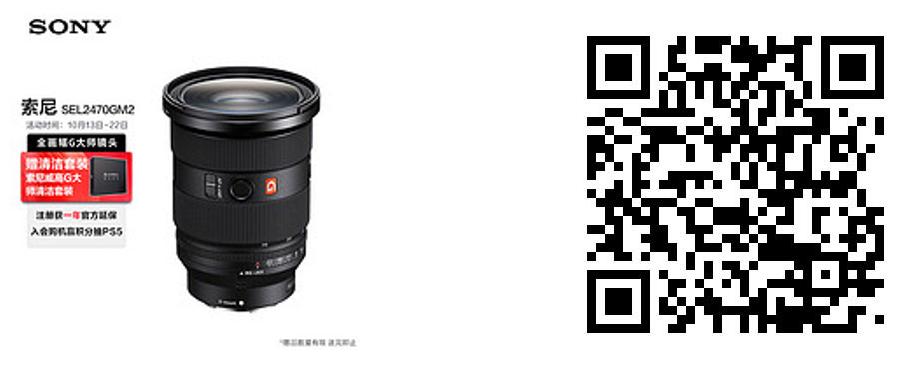 SONY
索尼 SEL2470GM2
活动时间：10月13日-22日
全画幅G大师镜头
赠清洁套装
索尼威高G大
师清洁套装
注册获一年官方延保
入会购机赢积分抽PS5
G
*赠品数量有限 送完即止